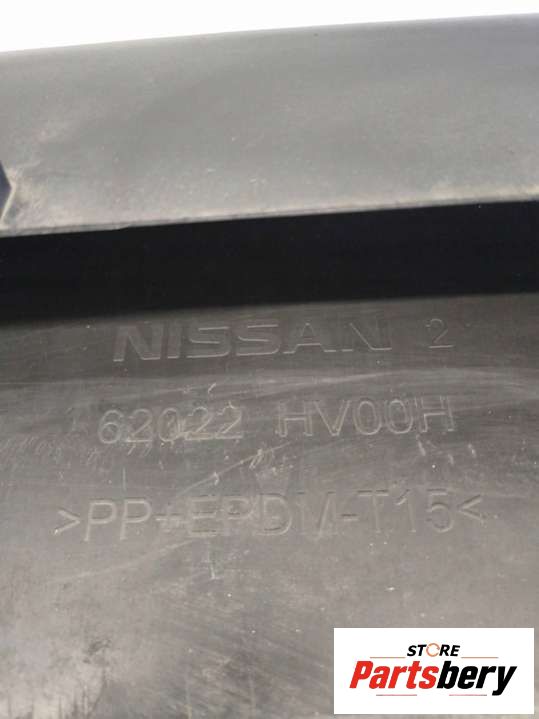 NISSAN 2
62022 HV00H
>PP+EPDM-T15<
STORE
Partsbery